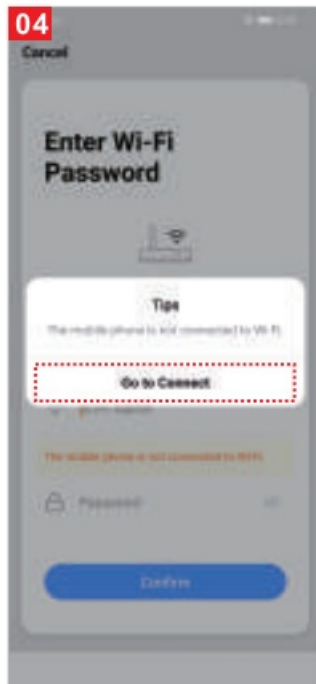 04
Cancel
Enter Wi-Fi
Password
Tips
The mobile phone is not connected to Wi-Fi
Go to Connect
The mobile phone is not connected to Wi-Fi
Password
Confirm